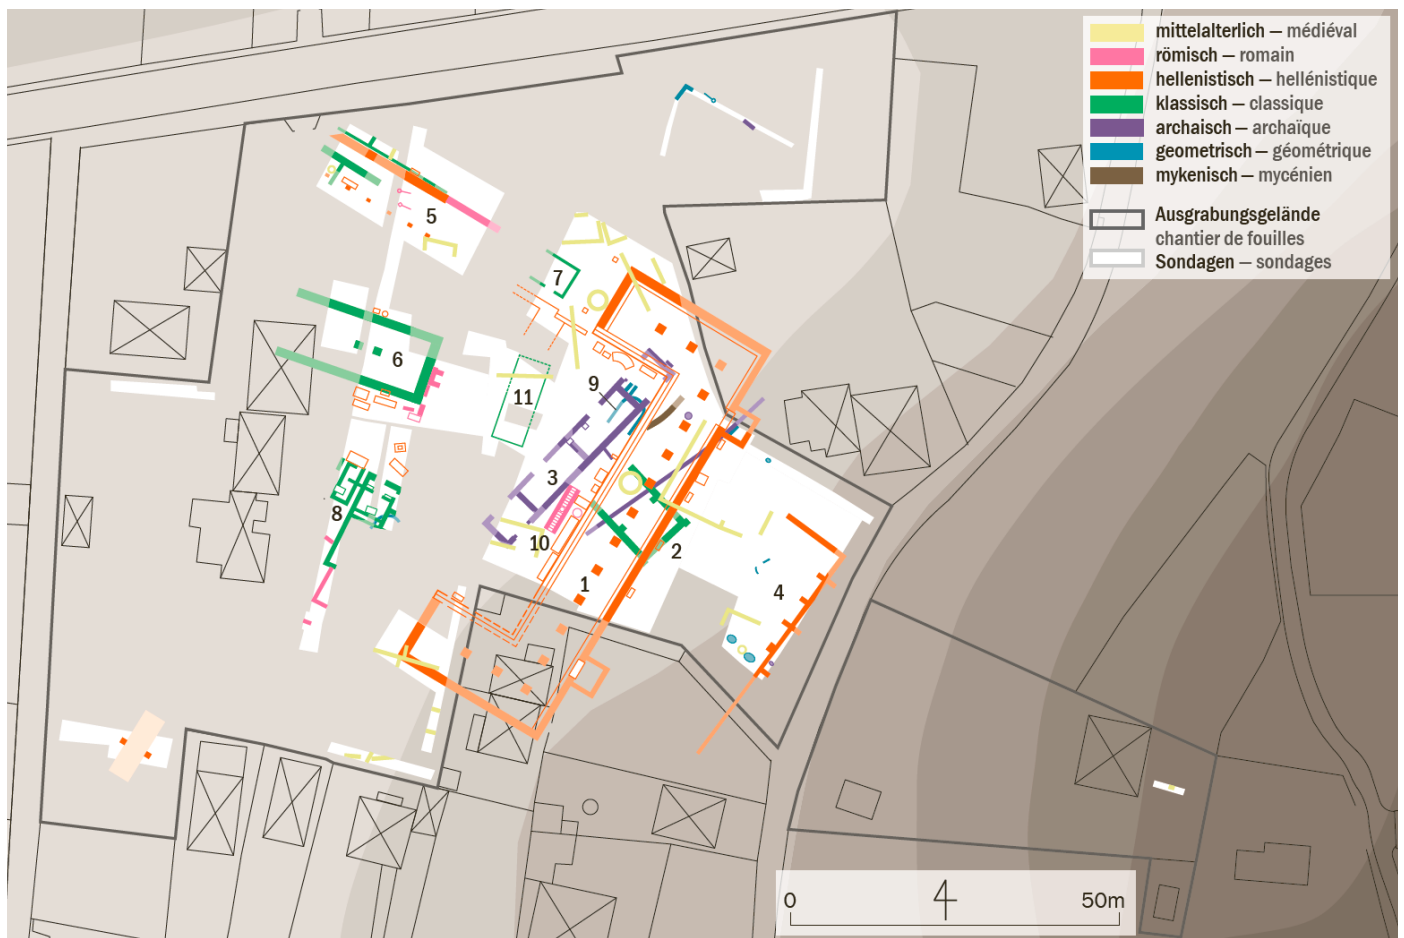 mittelalterlich — médiéval
römisch — romain
hellenistisch — hellénistique
klassisch — classique
archaisch — archaïque
geometrisch — géométrique
mykenisch — mycénien
Ausgrabungsgelände
chantier de fouilles
Sondagen — sondages
5
7
6
9
11
3
8
10
2
1
4
0
50m